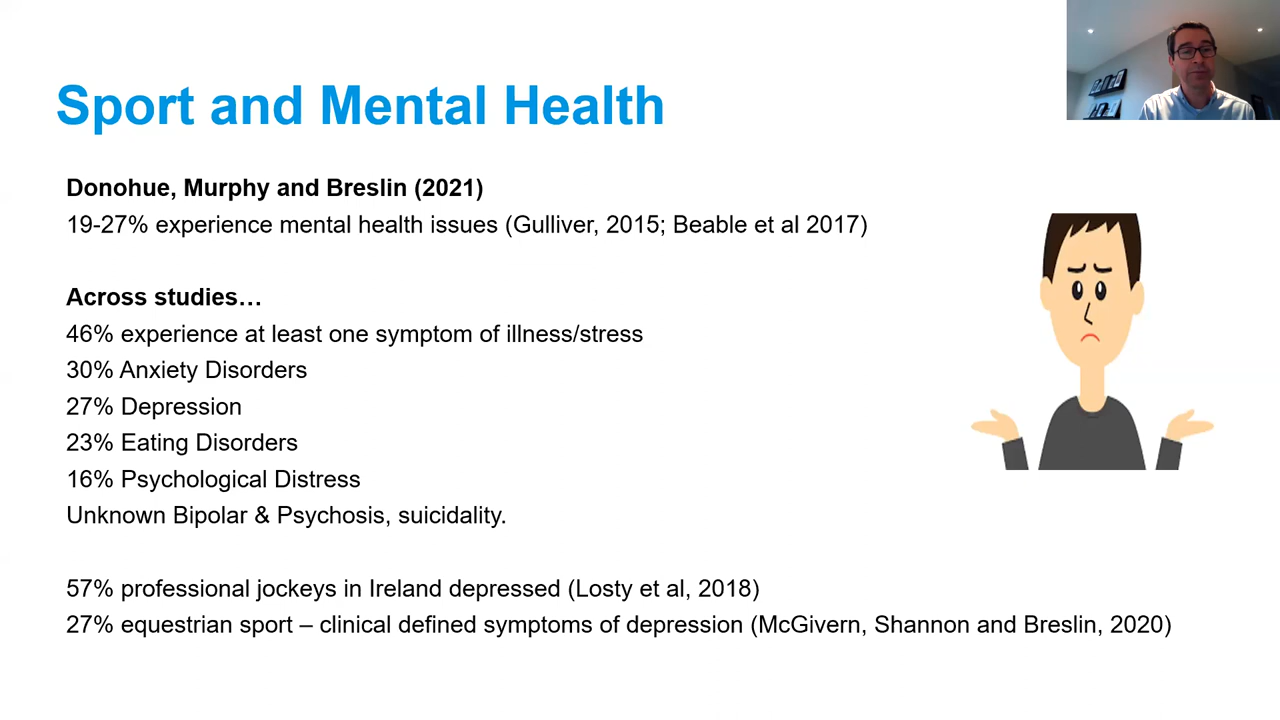 Sport and Mental Health
Donohue, Murphy and Breslin (2021)
19-27% experience mental health issues (Gulliver, 2015; Beable et al 2017)
Across studies…
46% experience at least one symptom of illness/stress
30% Anxiety Disorders
27% Depression
23% Eating Disorders
16% Psychological Distress
Unknown Bipolar & Psychosis, suicidality.
57% professional jockeys in Ireland depressed (Losty et al, 2018)
27% equestrian sport – clinical defined symptoms of depression (McGivern, Shannon and Breslin, 2020)